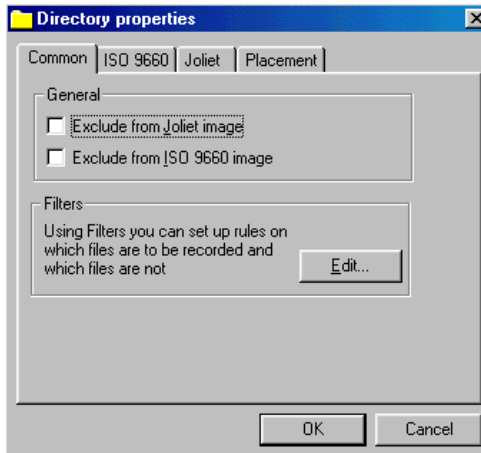 Directory properties
Common ISO 9660 Joliet Placement
General
Exclude from Joliet image
Exclude from ISO 9660 image
Filters
Using Filters you can set up rules on
which files are to be recorded and
which files are not
Edit...
OK Cancel